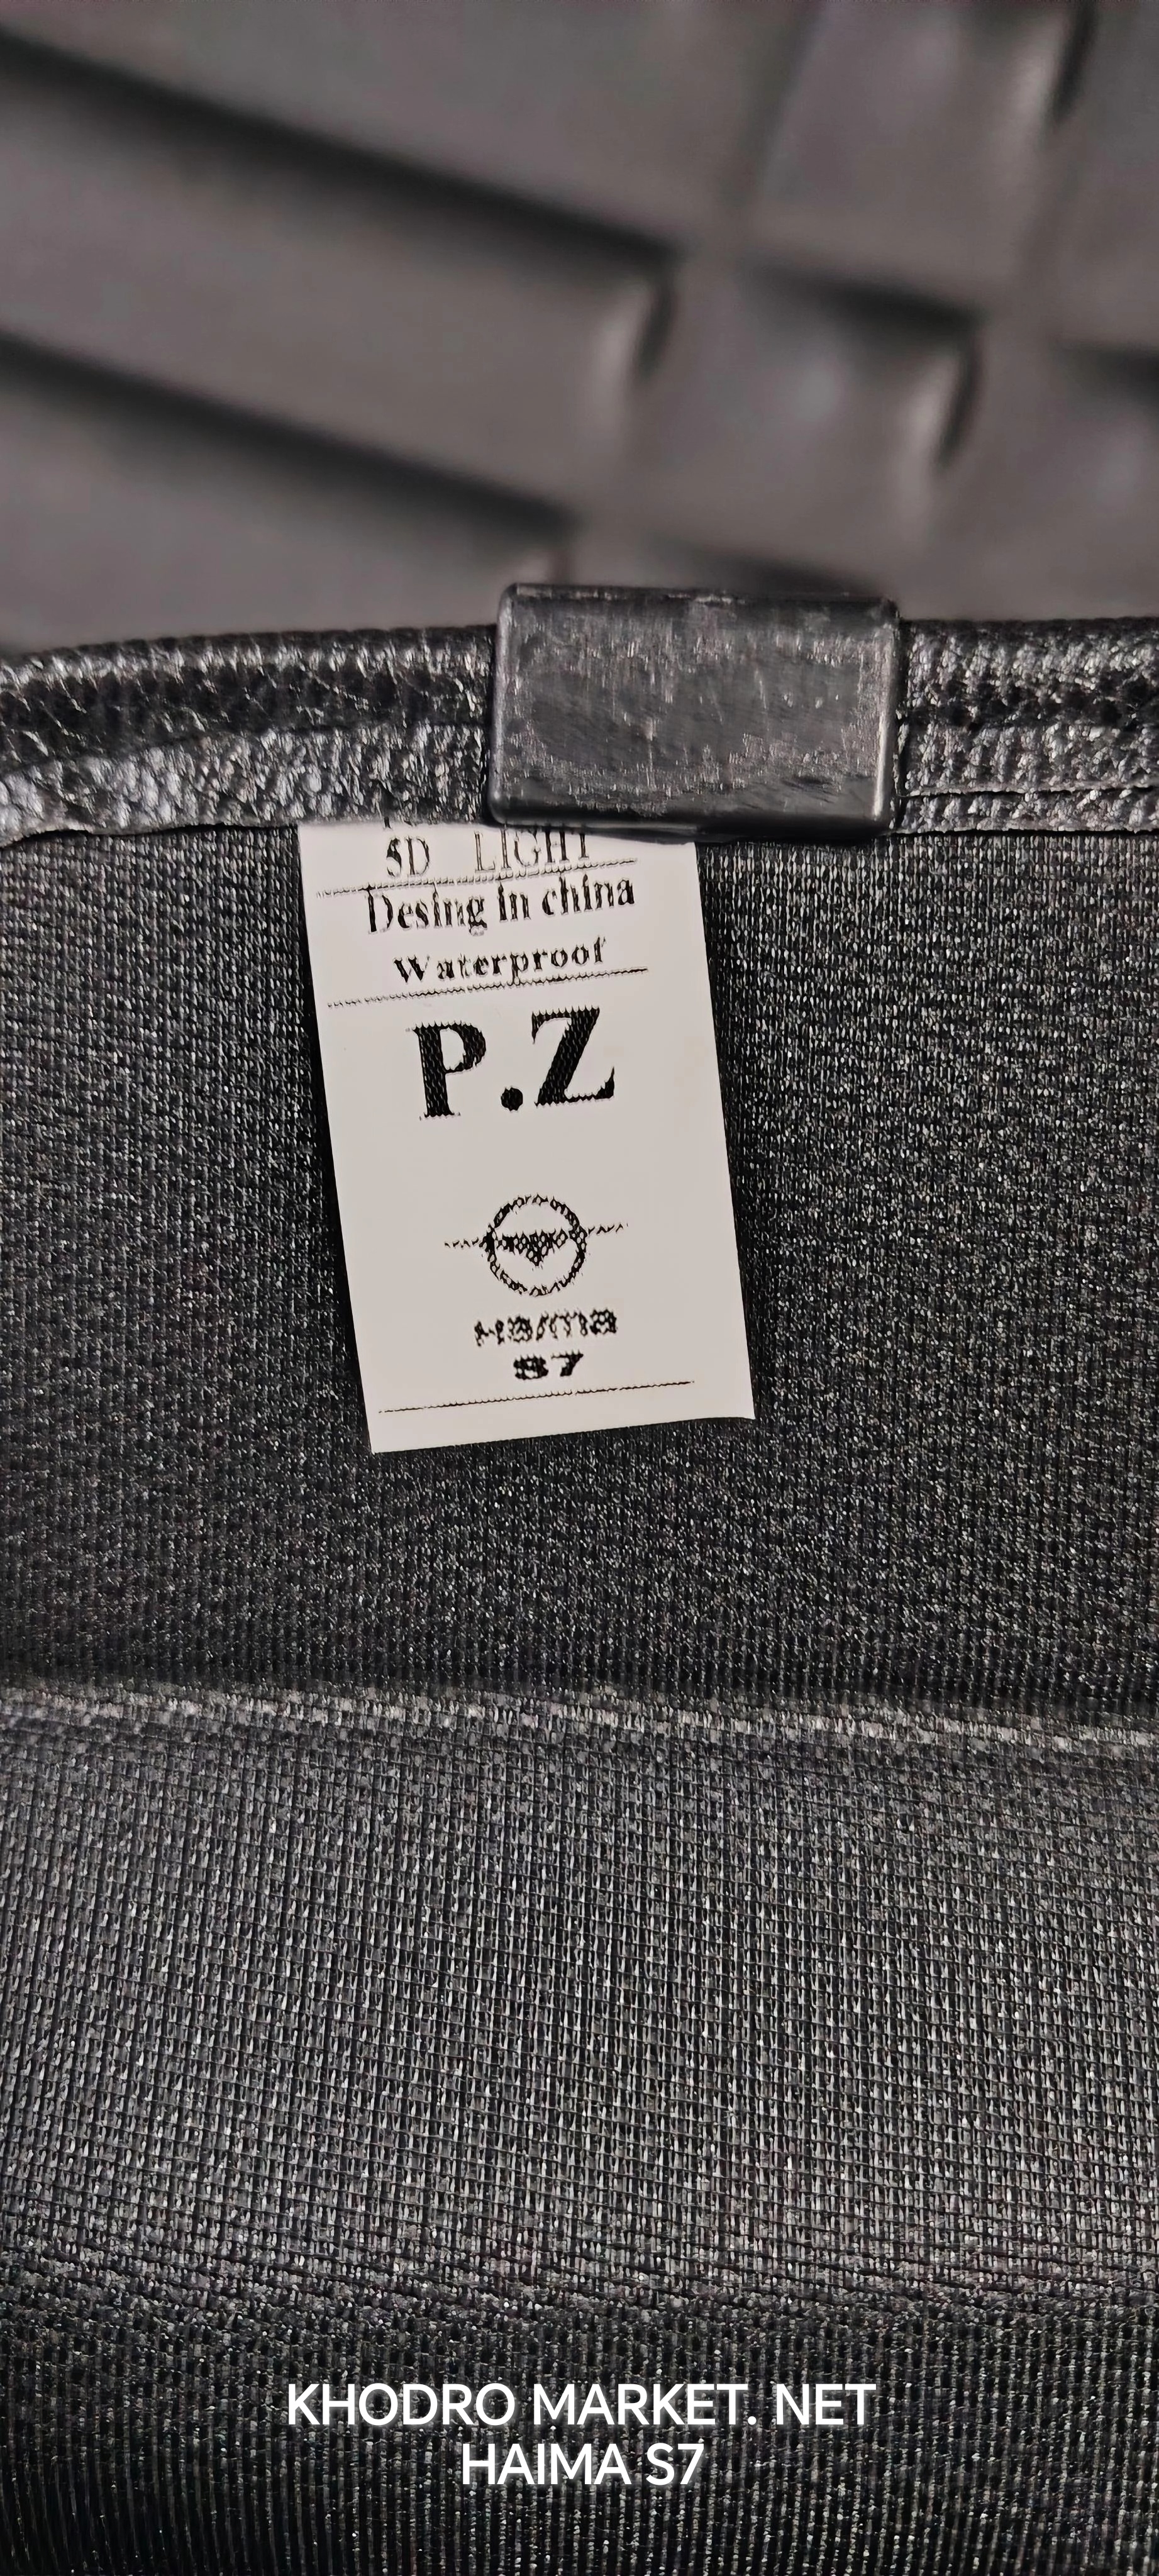 5D LIGHT
Desing in china
Waterproof
P.Z
Haima
S7
KHODRO MARKET. NET
HAIMA S7